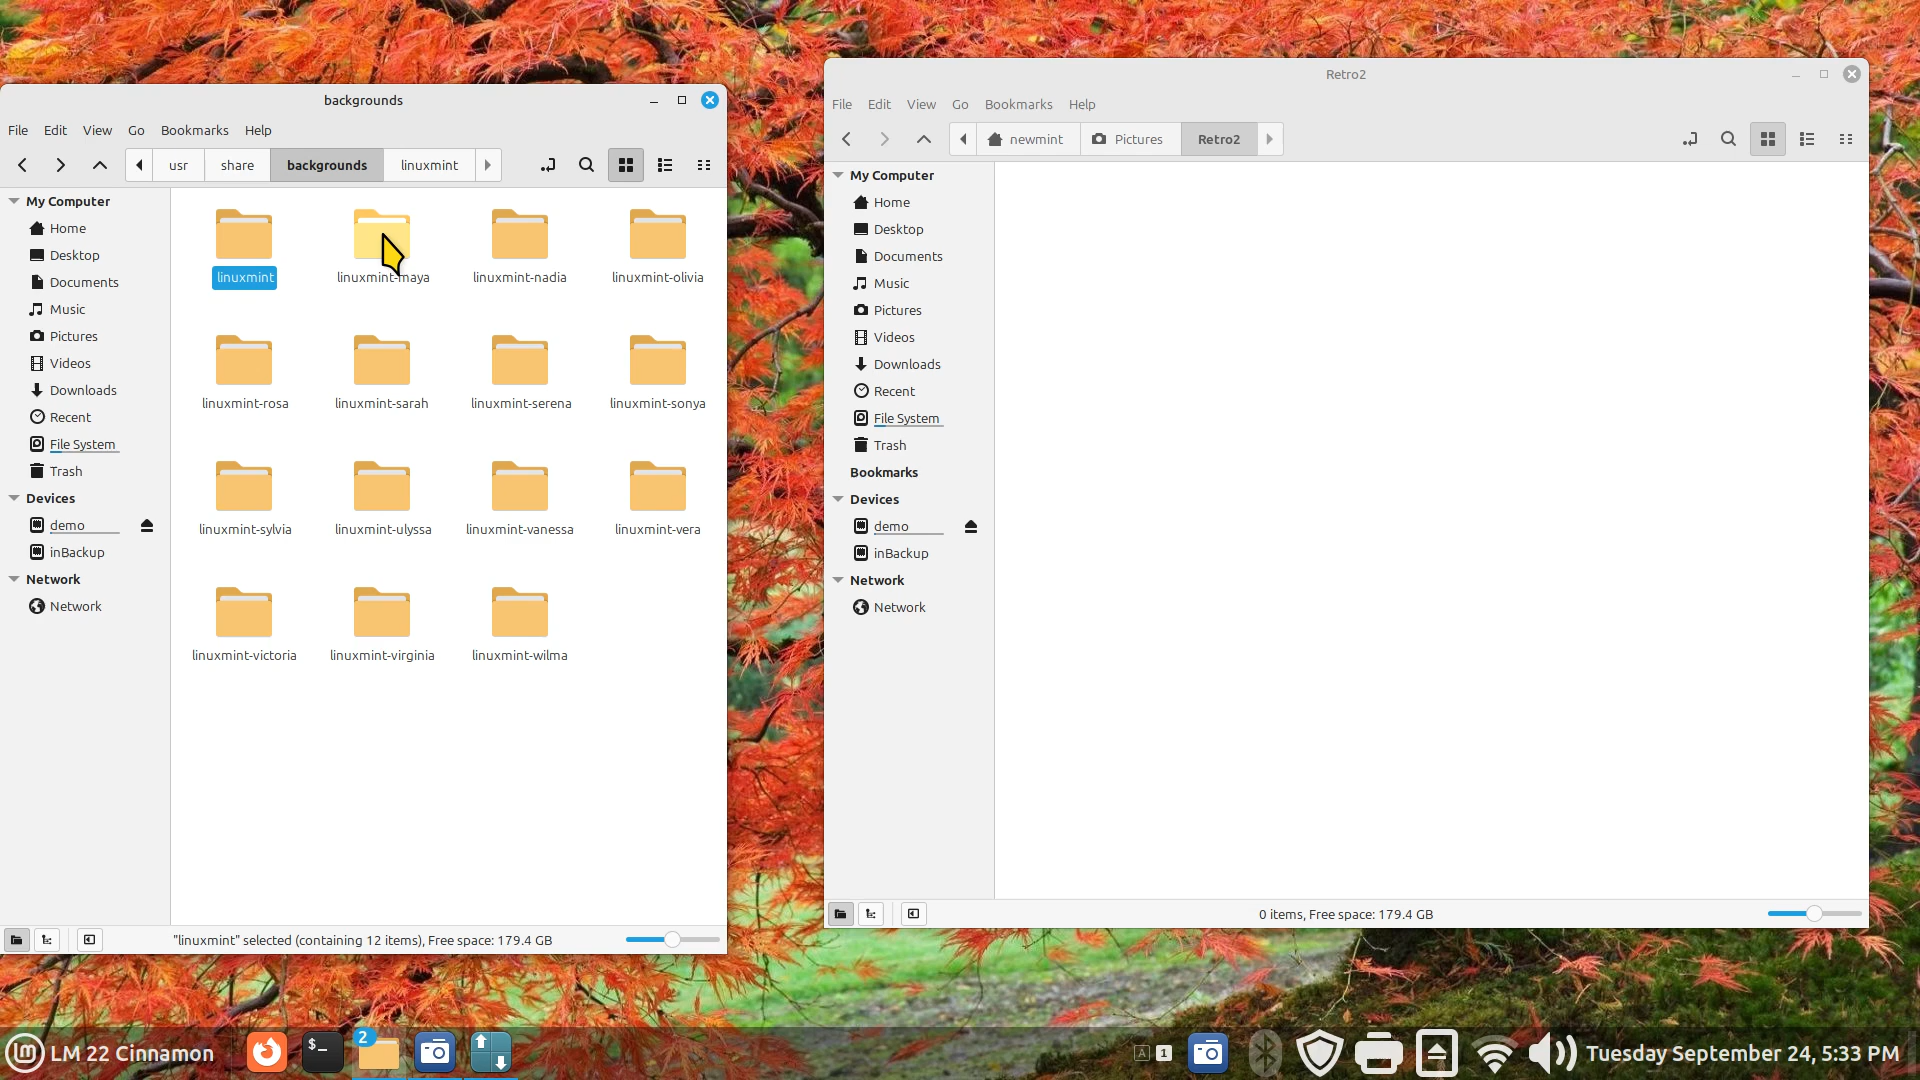 backgrounds
File Edit View Go Bookmarks Help
usr share backgrounds linuxmint
My Computer
Home
Desktop
Documents
Music
Pictures
Videos
Downloads
Recent
File System
Trash
Devices
demo
inBackup
Network
Network
linuxmint linuxmint-maya linuxmint-nadia linuxmint-olivia
linuxmint-rosa linuxmint-sarah linuxmint-serena linuxmint-sonya
linuxmint-sylvia linuxmint-ulyssa linuxmint-vanessa linuxmint-vera
linuxmint-victoria linuxmint-virginia linuxmint-wilma
"linuxmint" selected (containing 12 items), Free space: 179.4 GB
Retro2
File Edit View Go Bookmarks Help
newmint Pictures Retro2
My Computer
Home
Desktop
Documents
Music
Pictures
Videos
Downloads
Recent
File System
Trash
Bookmarks
Devices
demo
inBackup
Network
Network
0 items, Free space: 179.4 GB
LM 22 Cinnamon $_ 2 A 1 Tuesday September 24, 5:33 PM